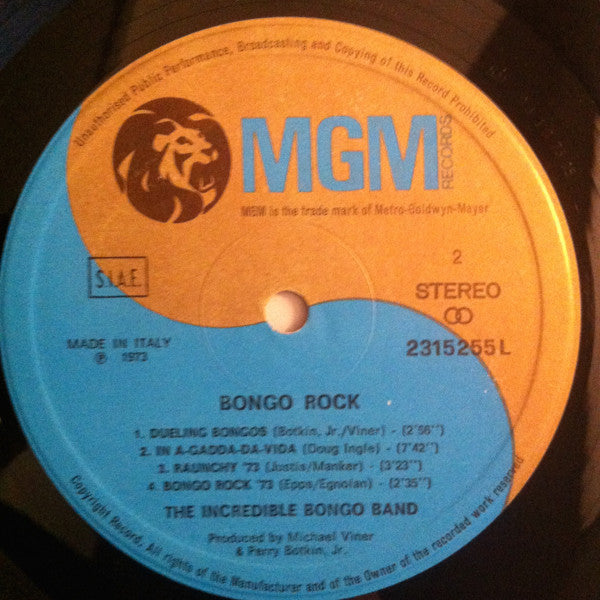 Unauthorised Public Performance, Broadcasting and Copying of this Record Prohibited
MGM
RECORDS
MGM is the trade mark of Metro-Goldwyn-Mayer
S.I.A.E.
2
STEREO
MADE IN ITALY
℗ 1973
2315255L
BONGO ROCK
1. DUELING BONGOS (Botkin, Jr./Viner) - (2'56'')
2. IN A-GADDA-DA-VIDA (Doug Ingle) - (7'42'')
3. RAUNCHY '73 (Justis/Manker) - (3'23'')
4. BONGO ROCK '73 (Epps/Egnoian) - (2'35'')
THE INCREDIBLE BONGO BAND
Produced by Michael Viner
& Perry Botkin, Jr.
Copyright Record. All rights of the Manufacturer and of the Owner of the recorded work reserved